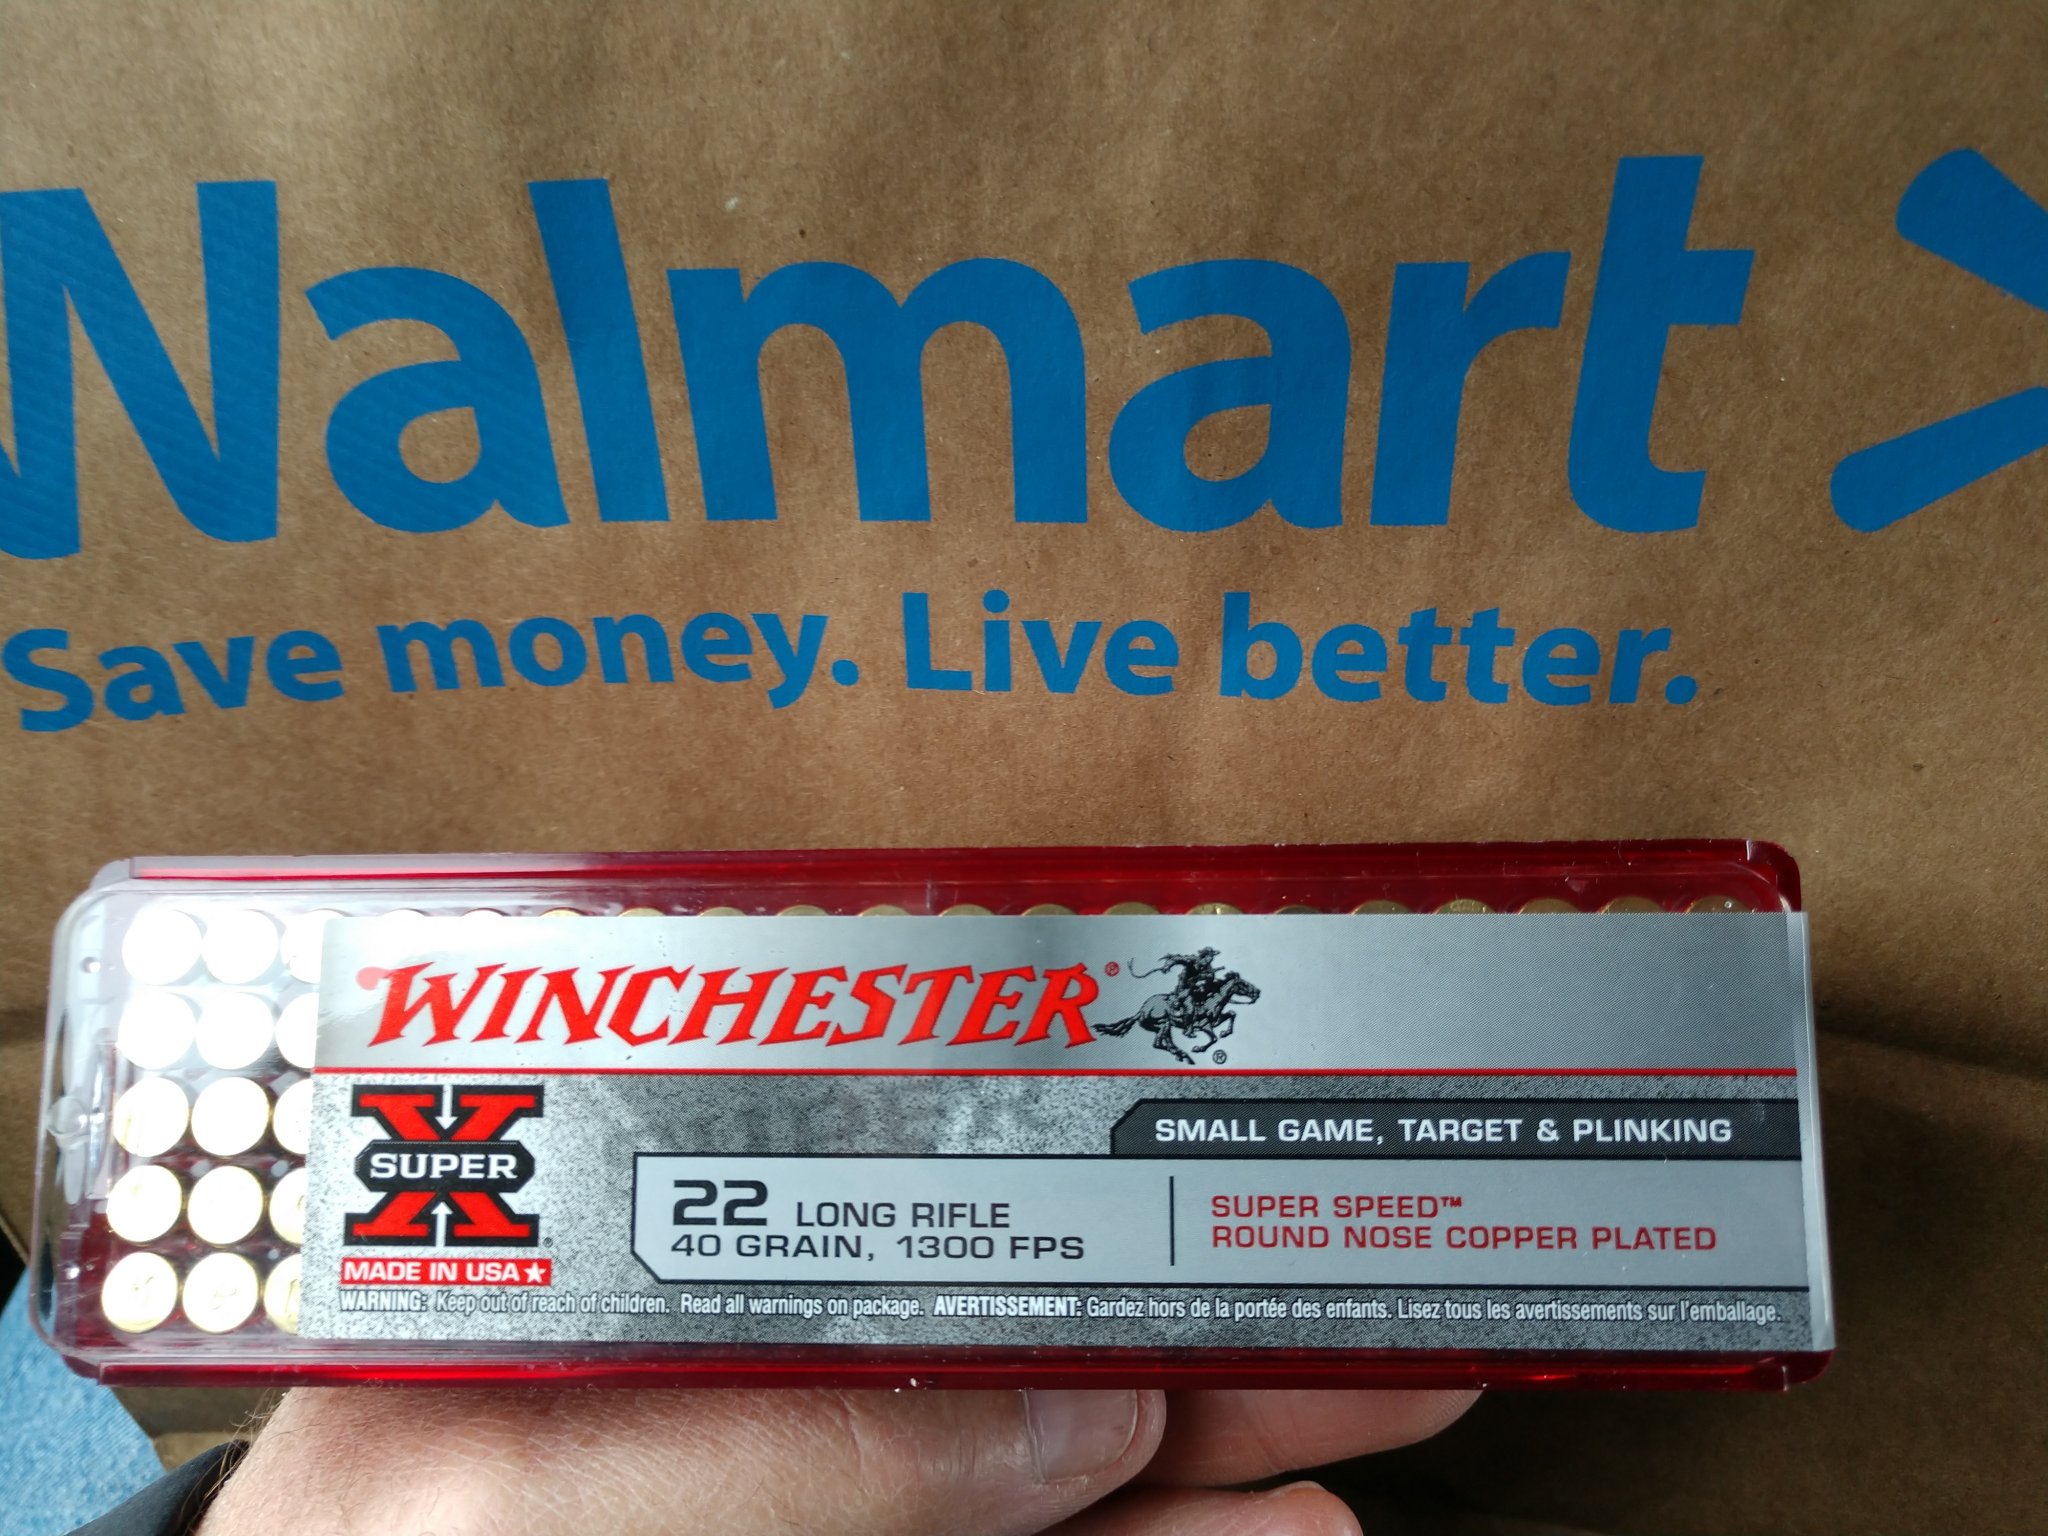 Walmart
Save money. Live better.
WINCHESTER®
®
SUPER X®
MADE IN USA
SMALL GAME, TARGET & PLINKING
22 LONG RIFLE
40 GRAIN, 1300 FPS
SUPER SPEED™
ROUND NOSE COPPER PLATED
WARNING: Keep out of reach of children. Read all warnings on package. AVERTISSEMENT: Gardez hors de la portée des enfants. Lisez tous les avertissements sur l'emballage.